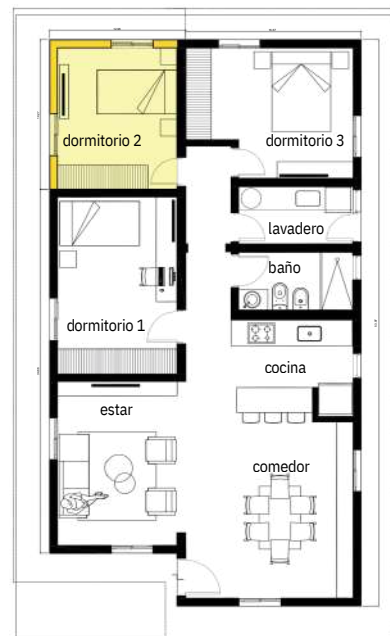 dormitorio 2
dormitorio 3
lavadero
baño
dormitorio 1
cocina
estar
comedor